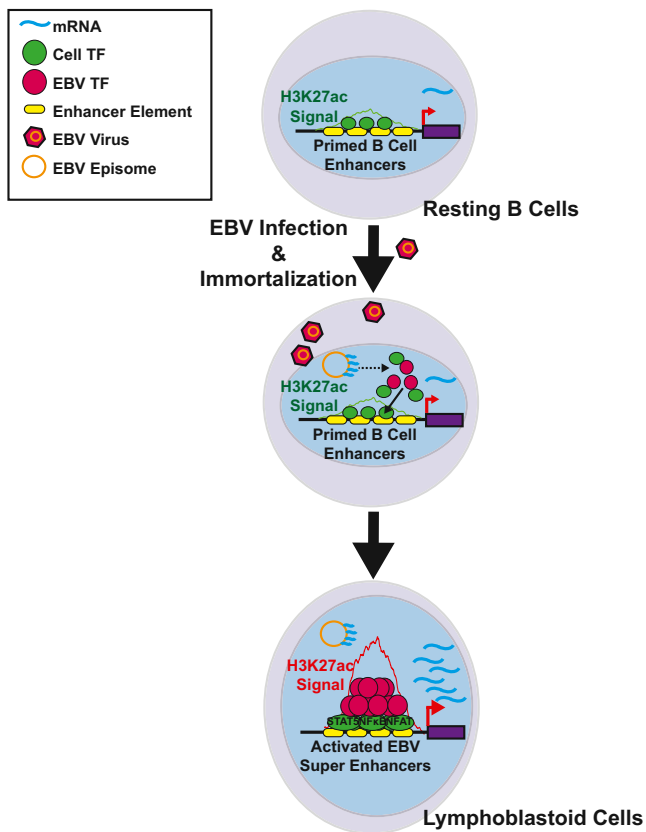 mRNA
Cell TF
EBV TF
Enhancer Element
EBV Virus
EBV Episome
H3K27ac
Signal
Primed B Cell
Enhancers
Resting B Cells
EBV Infection
&
Immortalization
H3K27ac
Signal
Primed B Cell
Enhancers
H3K27ac
Signal
STAT5 NFκB NFAT
Activated EBV
Super Enhancers
Lymphoblastoid Cells